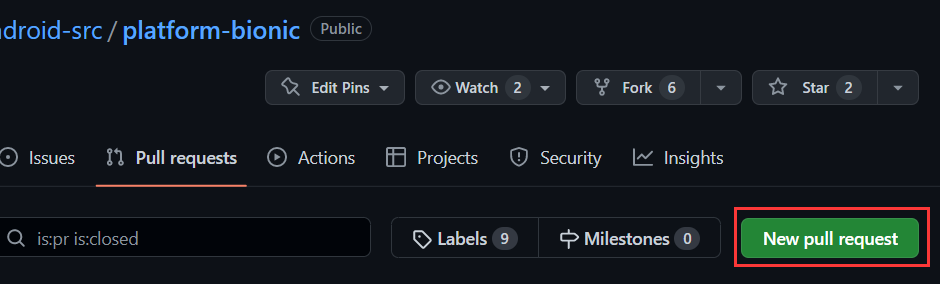 droid-src / platform-bionic Public
Edit Pins Watch 2 Fork 6 Star 2
Issues Pull requests Actions Projects Security Insights
is:pr is:closed Labels 9 Milestones 0 New pull request